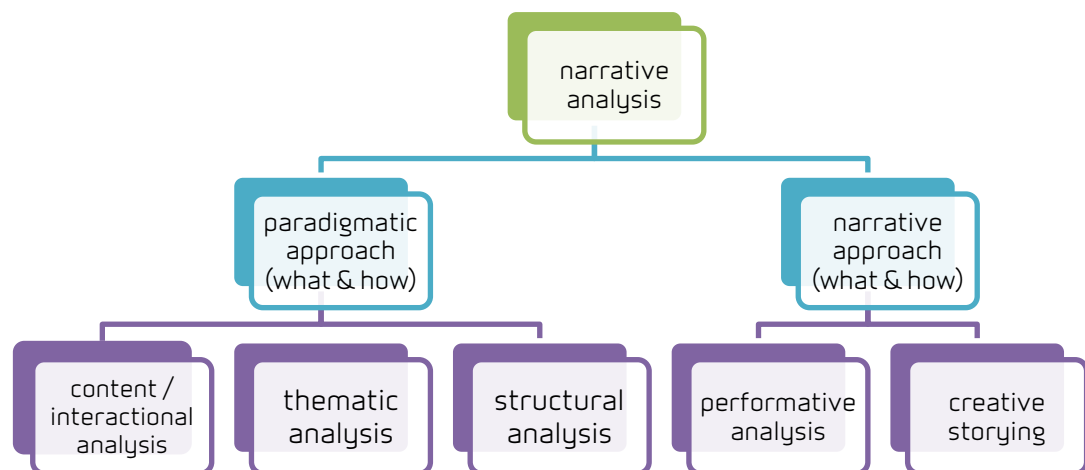 narrative
analysis
paradigmatic
approach
(what & how)
narrative
approach
(what & how)
content /
interactional
analysis
thematic
analysis
structural
analysis
performative
analysis
creative
storying